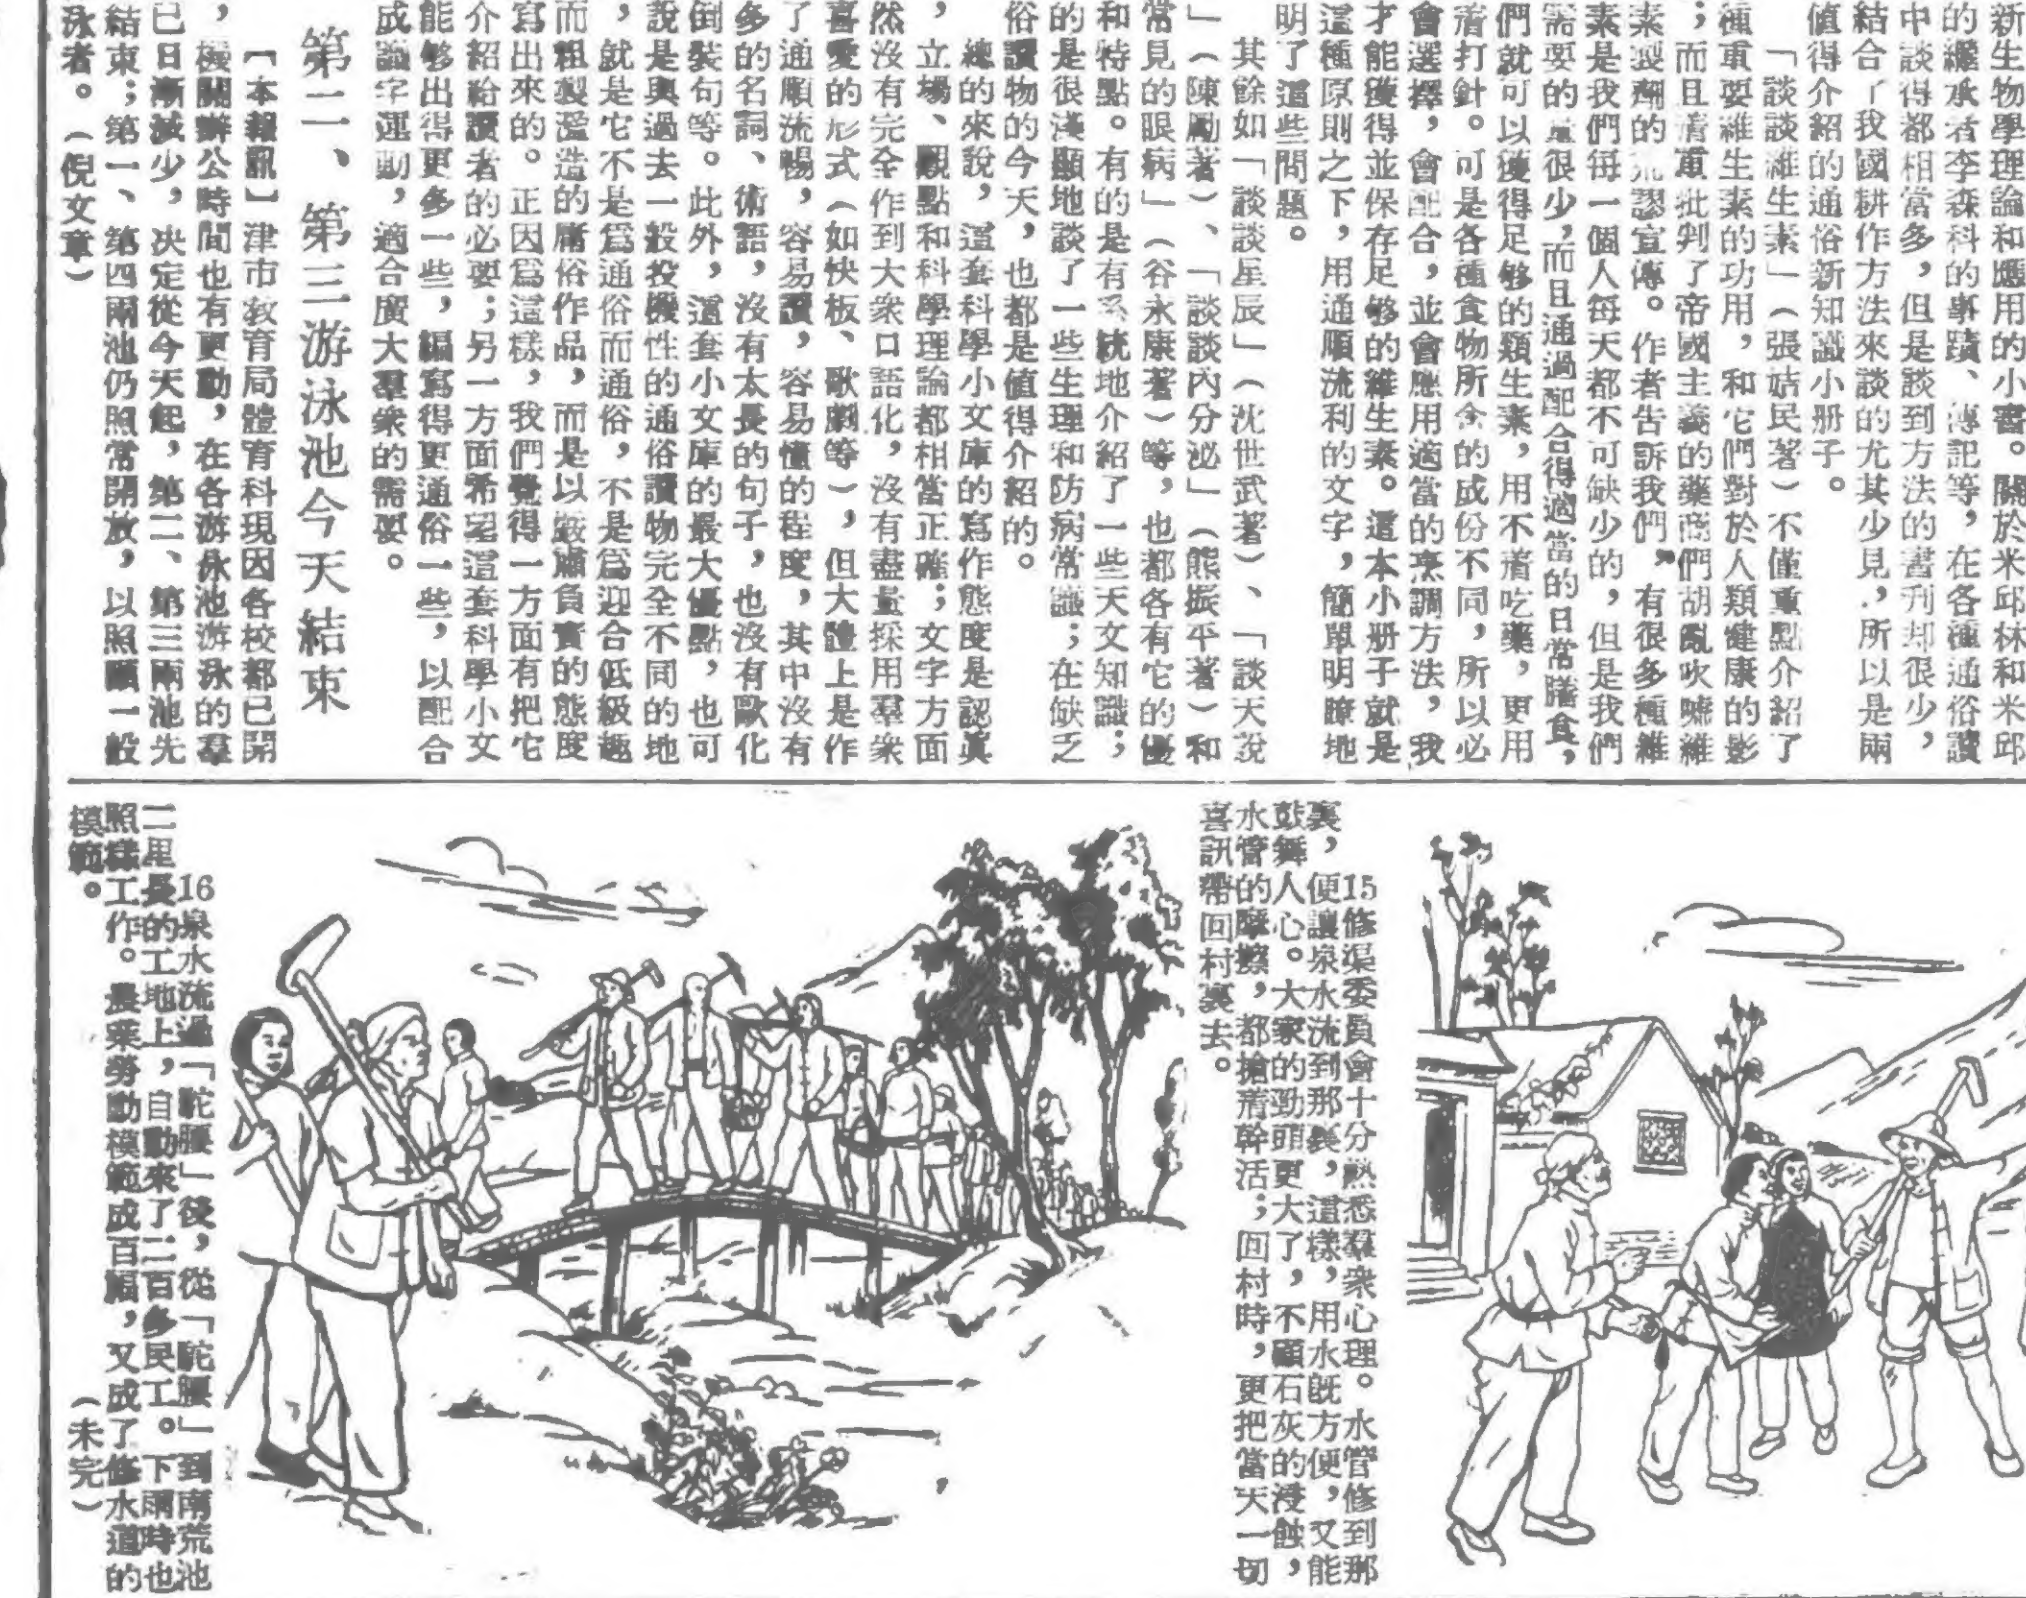 新生物學理論和應用的小書。關於米邱林和米邱
的繼承者李森科的事蹟、傳記等，在各種通俗讀
中談得都相當多，但是談到方法的書刊却很少，
結合了我國耕作方法來談的尤其少見，所以是兩
值得介紹的通俗新知識小册子。
「談談維生素」（張姞民著）不僅重點介紹了
種重要維生素的功用，和它們對於人類健康的影
；而且着重批判了帝國主義的藥商們胡亂吹噓維
素製劑的荒謬宣傳。作者告訴我們，有很多種維
素是我們每一個人每天都不可缺少的，但是我們
需要的量很少，而且通過配合得適當的日常膳食，
們就可以獲得足够的類生素，用不着吃藥，更用
着打針。可是各種食物所含的成份不同，所以必
會選擇，會配合，並會應用適當的烹調方法，我
才能獲得並保存足够的維生素。這本小册子就是
這種原則之下，用通順流利的文字，簡單明瞭地
明了這些問題。
其餘如「談談星辰」（沈世武著）、「談天說
」（陳勵著）、「談談內分泌」（熊振平著）和
常見的眼病」（谷永康著）等，也都各有它的優
和特點。有的是有系統地介紹了一些天文知識；
的是很淺顯地談了一些生理和防病常識；在缺乏
俗讀物的今天，也都是值得介紹的。
總的來說，這套科學小文庫的寫作態度是認眞
，立場、觀點和科學理論都相當正確；文字方面
然沒有完全作到大衆口語化，沒有盡量採用羣衆
喜愛的形式（如快板、歌劇等），但大體上是作
了通順流暢，容易讀，容易懂的程度，其中沒有
多的名詞、術語，沒有太長的句子，也沒有歐化
倒裝句等。此外，這套小文庫的最大優點，也可
說是與過去一般投機性的通俗讀物完全不同的地
，就是它不是爲通俗而通俗，不是爲迎合低級趣
而粗製濫造的庸俗作品，而是以嚴肅負責的態度
寫出來的。正因爲這樣，我們覺得一方面有把它
介紹給讀者的必要；另一方面希望這套科學小文
能够出得更多一些，編寫得更通俗一些，以配合
成識字運動，適合廣大羣衆的需要。
第二、第三游泳池今天結束
【本報訊】津市敎育局體育科現因各校都已開
，機關辦公時間也有更動，在各游泳池游泳的羣
已日漸減少，决定從今天起，第二、第三兩池先
結束；第一、第四兩池仍照常開放，以照顧一般
泳者。（倪文章）
15修渠委員會十分熟悉羣衆心理。水管修到那
裏，便讓泉水流到那裏，這樣，用水旣方便，又能
鼓舞人心。大家的勁頭更大了，不顧石灰的浸蝕，
水管的摩擦，都搶着幹活；回村時，更把當天一切
喜訊帶回村裏去。
16泉水流過「駝腰」後，從「駝腰」到南荒池
二里長的工地上，自動來了二百多民工。下雨時也
照樣工作。農業勞動模範成百福，又成了修水道的
模範。
（未完）